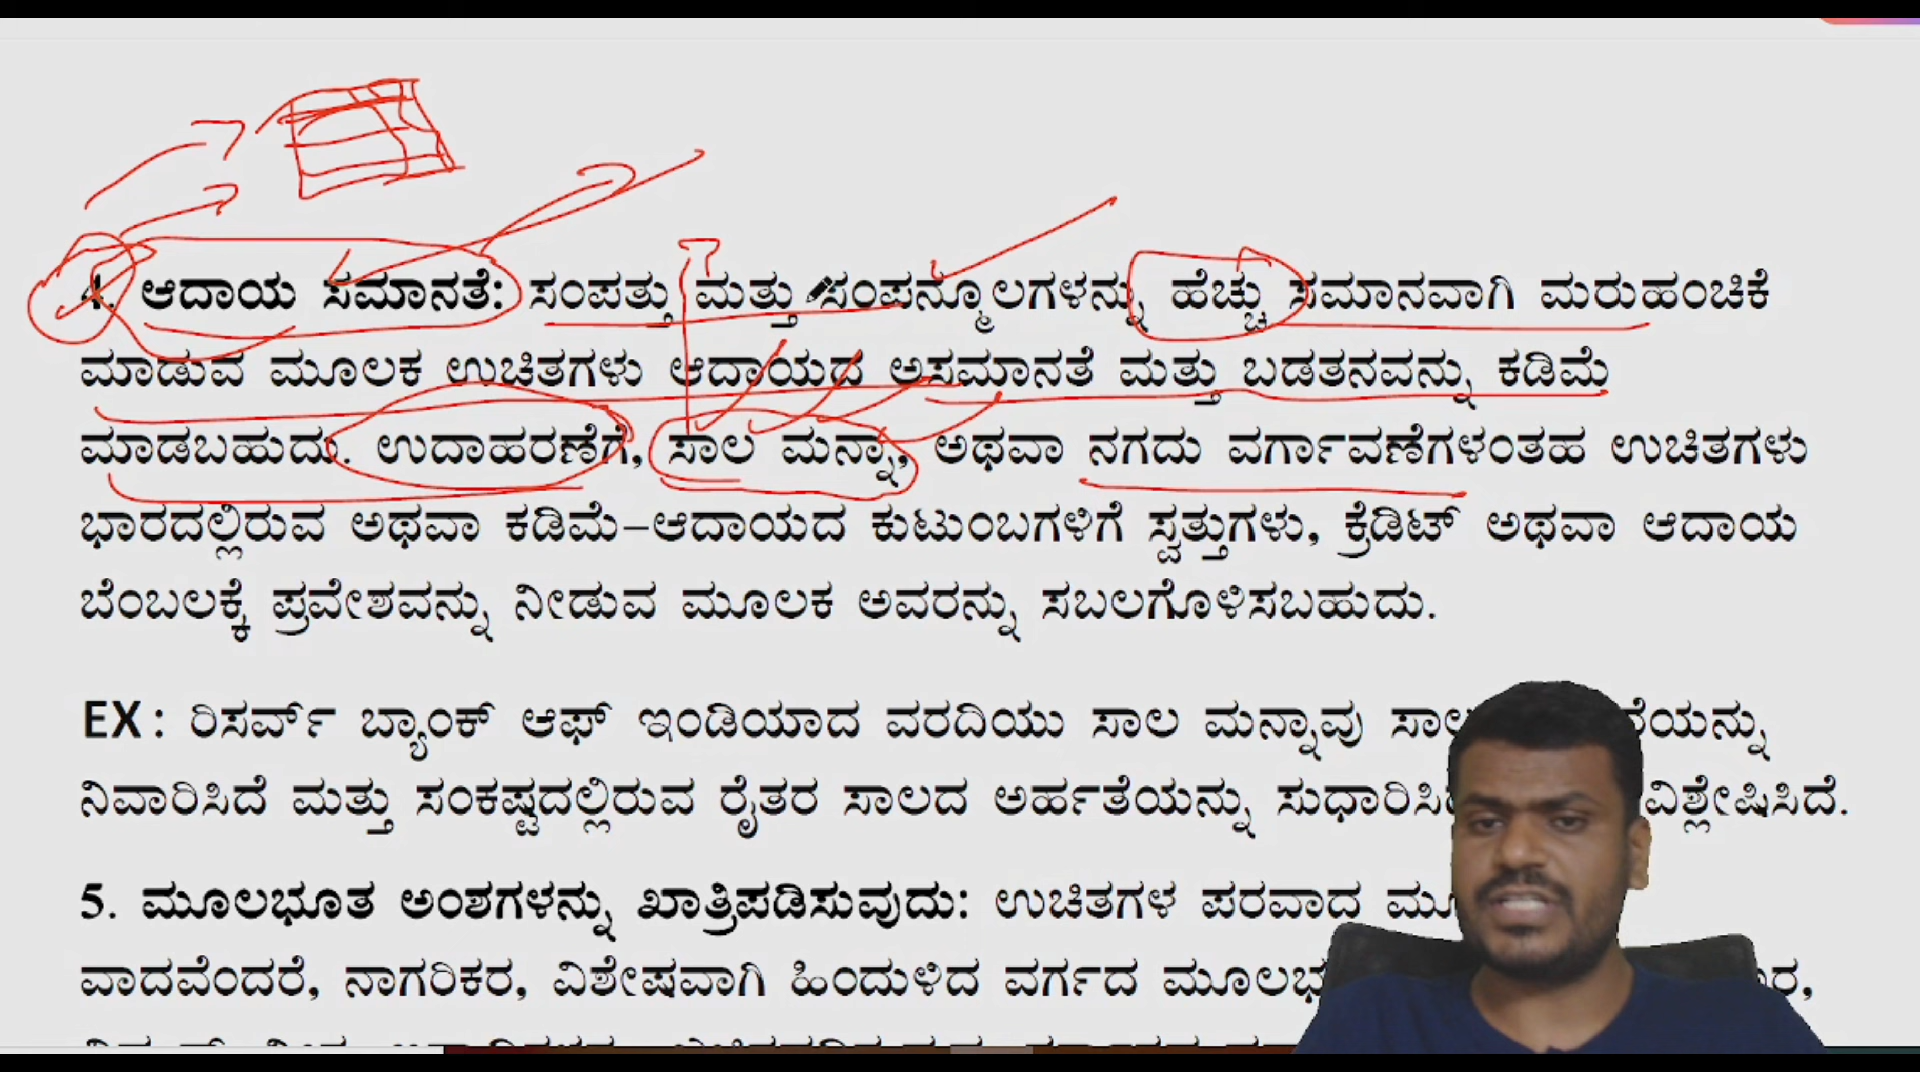 4. ಆದಾಯ ಸಮಾನತೆ: ಸಂಪತ್ತು ಮತ್ತು ಸಂಪನ್ಮೂಲಗಳನ್ನು ಹೆಚ್ಚು ಸಮಾನವಾಗಿ ಮರುಹಂಚಿಕೆ
ಮಾಡುವ ಮೂಲಕ ಉಚಿತಗಳು ಆದಾಯದ ಅಸಮಾನತೆ ಮತ್ತು ಬಡತನವನ್ನು ಕಡಿಮೆ
ಮಾಡಬಹುದು. ಉದಾಹರಣೆಗೆ, ಸಾಲ ಮನ್ನಾ, ಅಥವಾ ನಗದು ವರ್ಗಾವಣೆಗಳಂತಹ ಉಚಿತಗಳು
ಭಾರದಲ್ಲಿರುವ ಅಥವಾ ಕಡಿಮೆ-ಆದಾಯದ ಕುಟುಂಬಗಳಿಗೆ ಸ್ವತ್ತುಗಳು, ಕ್ರೆಡಿಟ್ ಅಥವಾ ಆದಾಯ
ಬೆಂಬಲಕ್ಕೆ ಪ್ರವೇಶವನ್ನು ನೀಡುವ ಮೂಲಕ ಅವರನ್ನು ಸಬಲಗೊಳಿಸಬಹುದು.
EX: ರಿಸರ್ವ್ ಬ್ಯಾಂಕ್ ಆಫ್ ಇಂಡಿಯಾದ ವರದಿಯು ಸಾಲ ಮನ್ನಾವು
ನಿವಾರಿಸಿದೆ ಮತ್ತು ಸಂಕಷ್ಟದಲ್ಲಿರುವ ರೈತರ ಸಾಲದ ಅರ್ಹತೆಯನ್ನು ವಿಶ್ಲೇಷಿಸಿದೆ.
5. ಮೂಲಭೂತ ಅಂಶಗಳನ್ನು ಖಾತ್ರಿಪಡಿಸುವುದು: ಉಚಿತಗಳ ಪರವಾದ
ವಾದವೆಂದರೆ, ನಾಗರಿಕರ, ವಿಶೇಷವಾಗಿ ಹಿಂದುಳಿದ ವರ್ಗದ